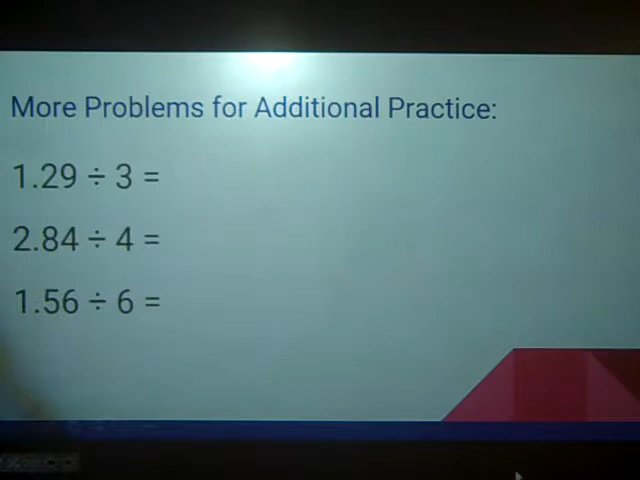 More Problems for Additional Practice:
1.29 ÷ 3 =
2.84 ÷ 4 =
1.56 ÷ 6 =